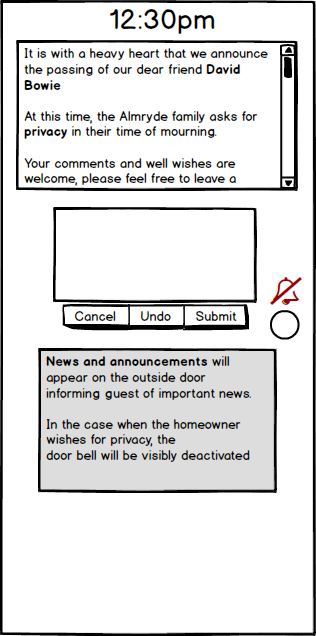 12:30pm
It is with a heavy heart that we announce
the passing of our dear friend David
Bowie
At this time, the Almryde family asks for
privacy in their time of mourning.
Your comments and well wishes are
welcome, please feel free to leave a
Cancel
Undo
Submit
News and announcements will
appear on the outside door
informing guest of important news.
In the case when the homeowner
wishes for privacy, the
door bell will be visibly deactivated